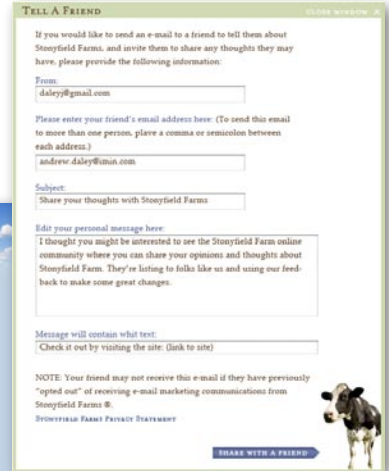 TELL A FRIEND
CLOSE WINDOW X
If you would like to send an e-mail to a friend to tell them about
Stonyfield Farms, and invite them to share any thoughts they may
have, please provide the following information:
From:
daleyj@gmail.com
Please enter your friend's email address here: (To send this email
to more than one person, plave a comma or semicolon between
each address.)
andrew.daley@imin.com
Subject:
Share your thoughts with Stonyfield Farms
Edit your personal message here:
I thought you might be interested to see the Stonyfield Farm online
community where you can share your opinions and thoughts about
Stonyfield Farm. They're listing to folks like us and using our feed-
back to make some great changes.
Message will contain whit text:
Check it out by visiting the site: (link to site)
NOTE: Your friend may not receive this e-mail if they have previously
"opted out" of receiving e-mail marketing communications from
Stonyfield Farms ®.
STONYFIELD FARMS PRIVACY STATEMENT
SHARE WITH A FRIEND